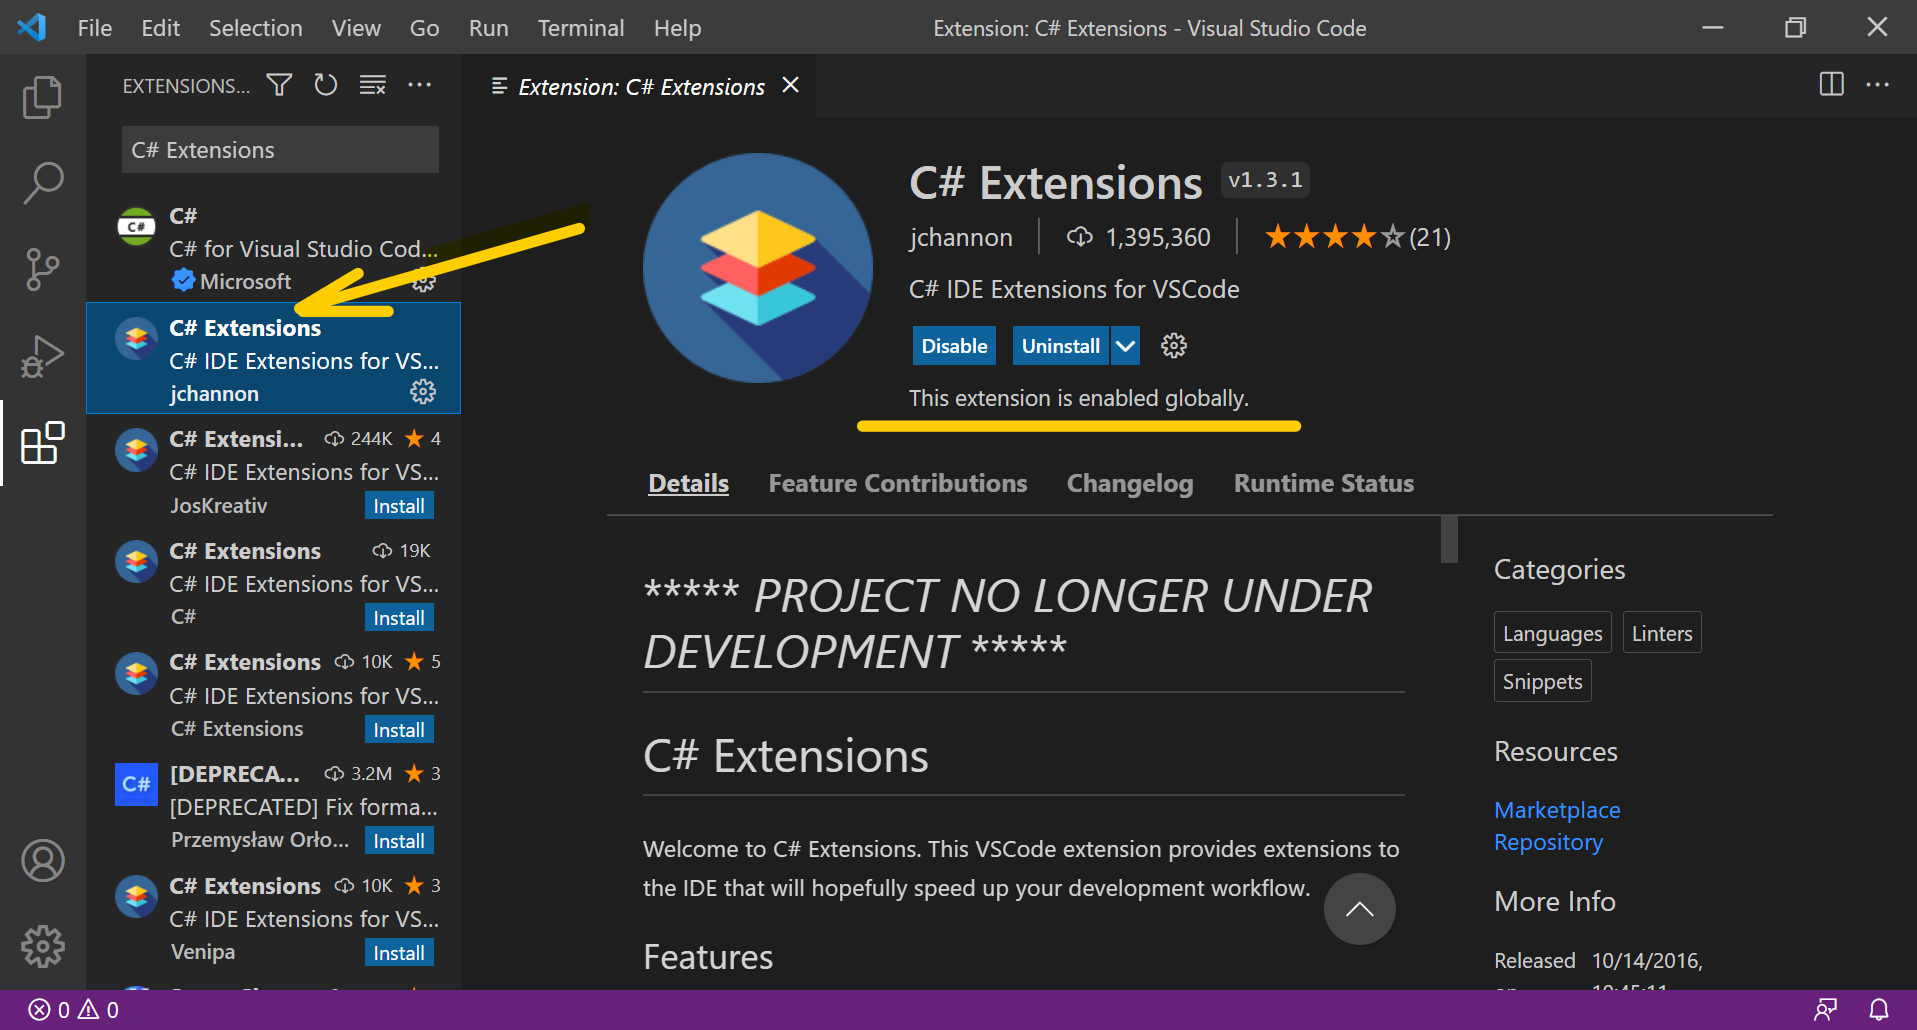 File Edit Selection View Go Run Terminal Help Extension: C# Extensions - Visual Studio Code
EXTENSIONS...
C# Extensions
C#
C#
C# for Visual Studio Cod...
Microsoft
C# Extensions
C# IDE Extensions for VS...
jchannon
C# Extensi... 244K 4
C# IDE Extensions for VS...
JosKreativ Install
C# Extensions 19K
C# IDE Extensions for VS...
C# Install
C# Extensions 10K 5
C# IDE Extensions for VS...
C# Extensions Install
C# [DEPRECA... 3.2M 3
[DEPRECATED] Fix forma...
Przemysław Orło... Install
C# Extensions 10K 3
C# IDE Extensions for VS...
Venipa Install
Extension: C# Extensions
C# Extensions v1.3.1
jchannon 1,395,360 (21)
C# IDE Extensions for VSCode
Disable Uninstall
This extension is enabled globally.
Details Feature Contributions Changelog Runtime Status
***** PROJECT NO LONGER UNDER
DEVELOPMENT *****
C# Extensions
Welcome to C# Extensions. This VSCode extension provides extensions to
the IDE that will hopefully speed up your development workflow.
Features
Categories
Languages Linters
Snippets
Resources
Marketplace
Repository
More Info
Released 10/14/2016,
0 0